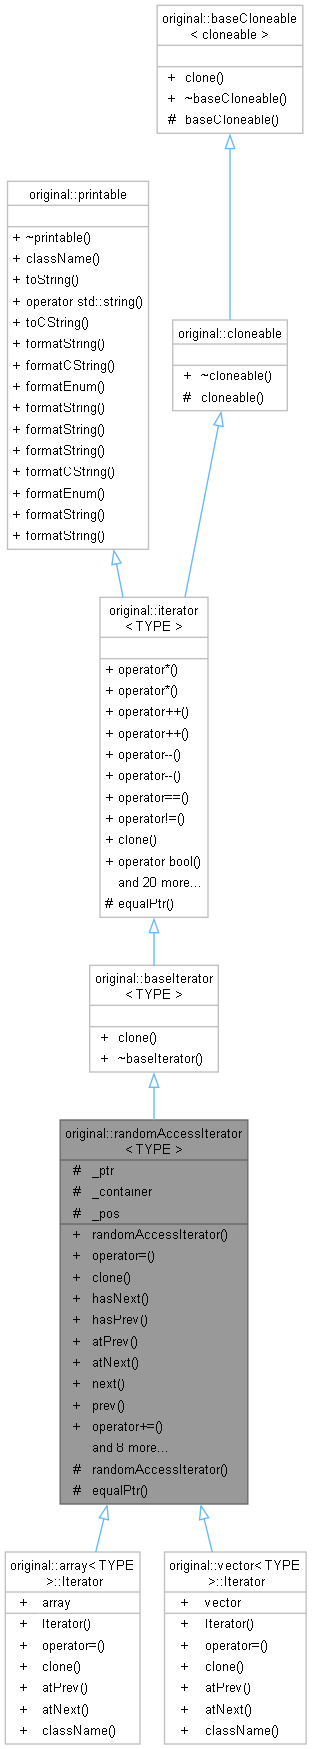 original::baseCloneable
< cloneable >
+ clone()
+ ~baseCloneable()
# baseCloneable()
original::printable
+ ~printable()
+ className()
+ toString()
+ operator std::string()
+ toCString()
+ formatString()
+ formatCString()
+ formatEnum()
+ formatString()
+ formatString()
+ formatString()
+ formatCString()
+ formatEnum()
+ formatString()
+ formatString()
original::cloneable
+ ~cloneable()
# cloneable()
original::iterator
< TYPE >
+ operator*()
+ operator*()
+ operator++()
+ operator++()
+ operator--()
+ operator--()
+ operator==()
+ operator!=()
+ clone()
+ operator bool()
and 20 more...
# equalPtr()
original::baseIterator
< TYPE >
+ clone()
+ ~baseIterator()
original::randomAccessIterator
< TYPE >
# _ptr
# _container
# _pos
+ randomAccessIterator()
+ operator=()
+ clone()
+ hasNext()
+ hasPrev()
+ atPrev()
+ atNext()
+ next()
+ prev()
+ operator+=()
and 8 more...
# randomAccessIterator()
# equalPtr()
original::array< TYPE
>::Iterator
+ array
+ Iterator()
+ operator=()
+ clone()
+ atPrev()
+ atNext()
+ className()
original::vector< TYPE
>::Iterator
+ vector
+ Iterator()
+ operator=()
+ clone()
+ atPrev()
+ atNext()
+ className()